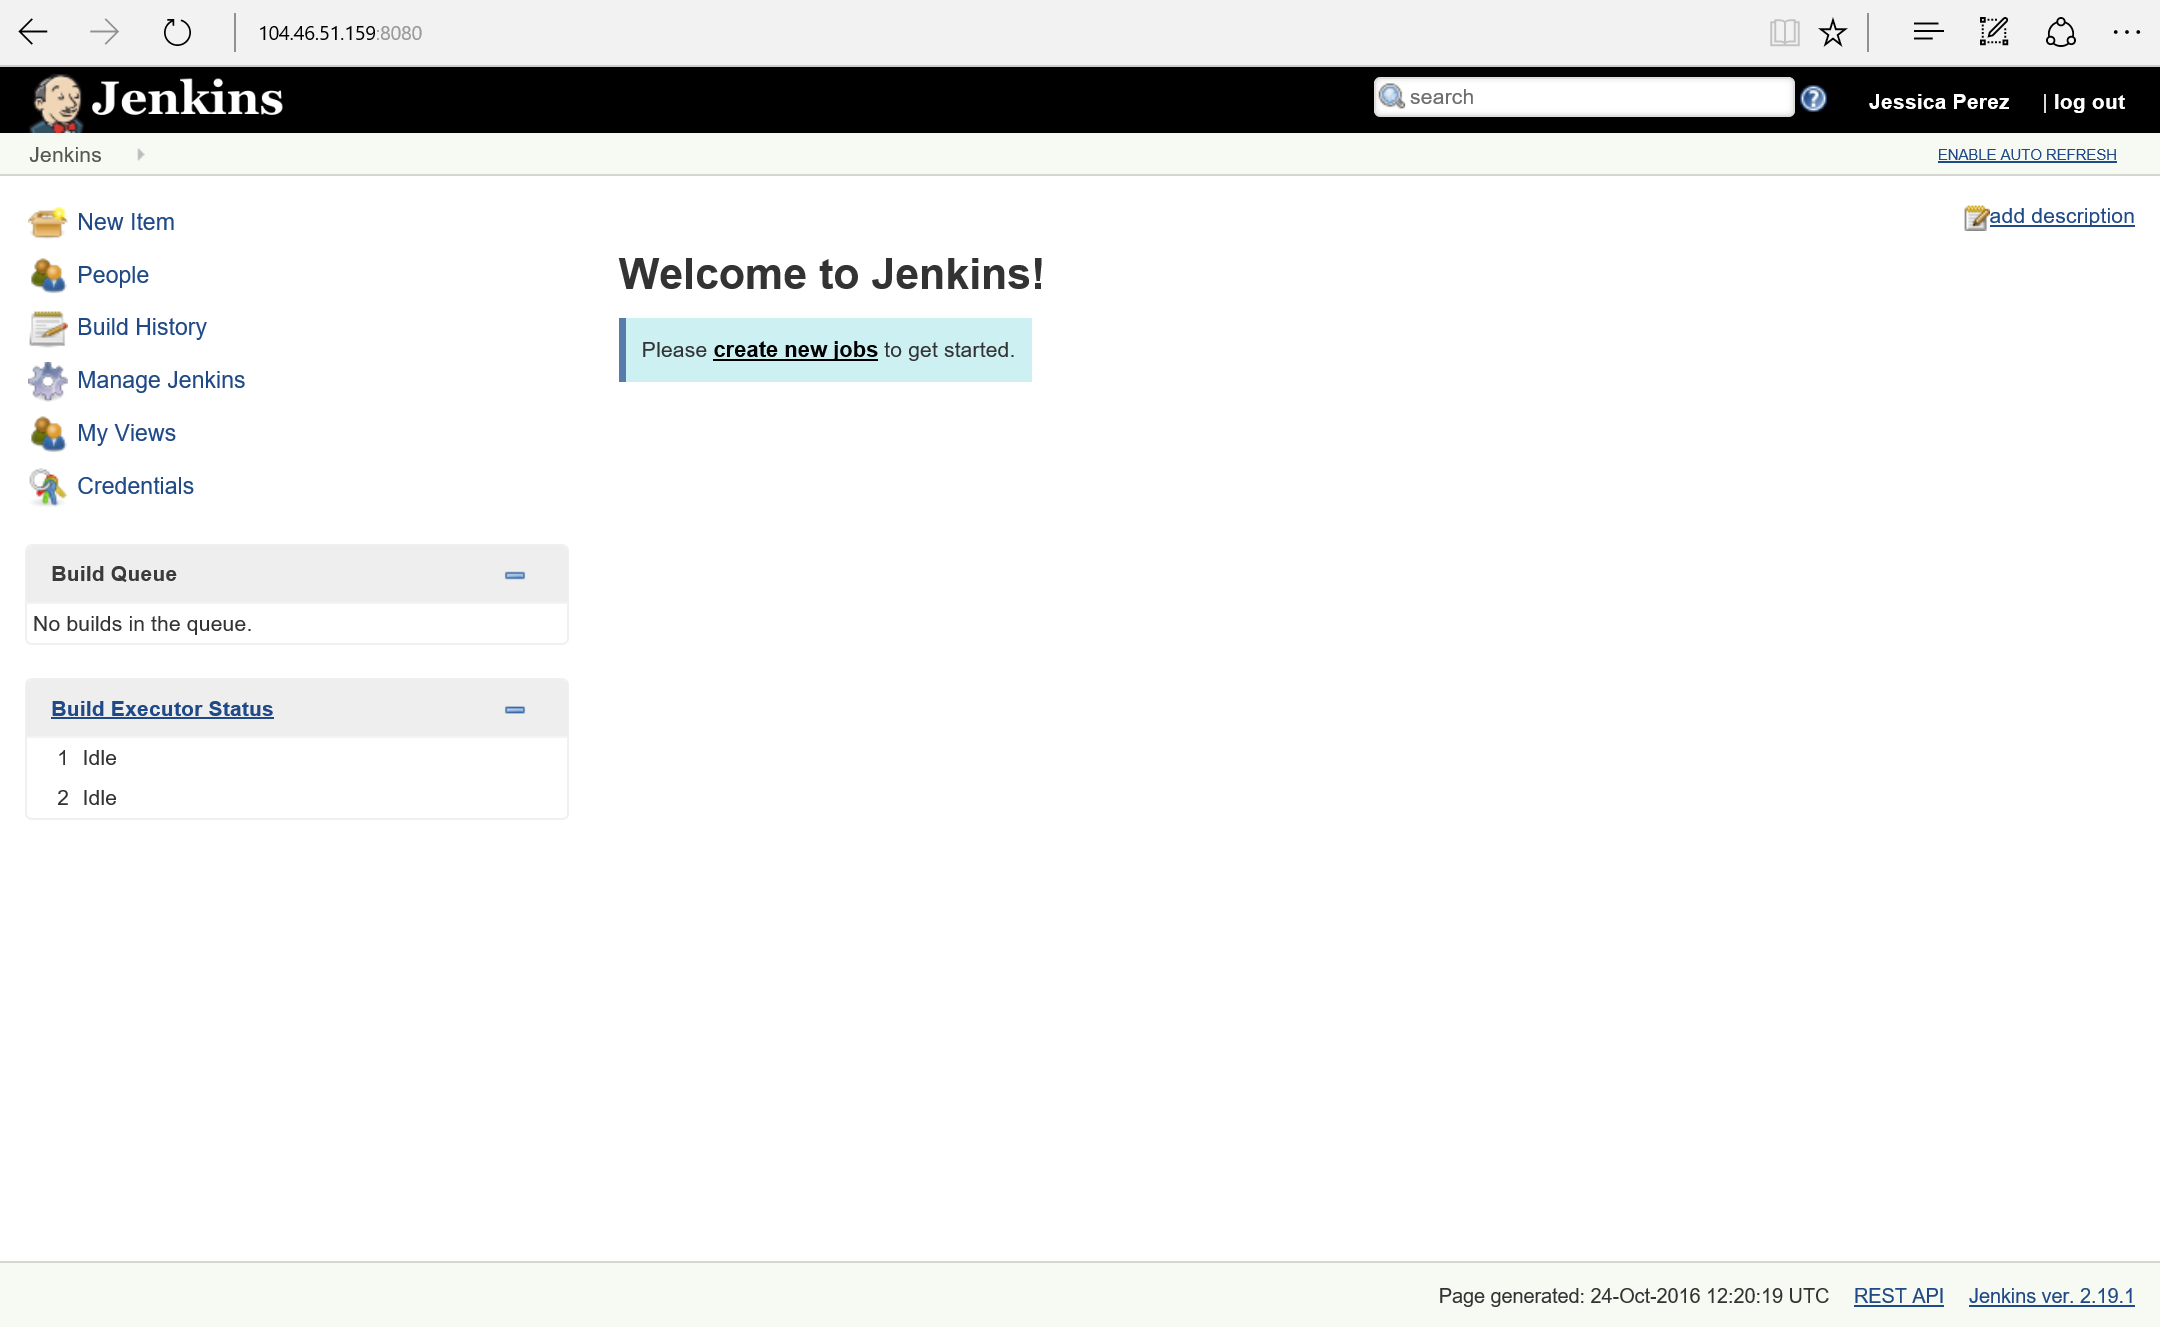 104.46.51.159:8080
Jenkins
search
Jessica Perez | log out
Jenkins
ENABLE AUTO REFRESH
New Item
People
Build History
Manage Jenkins
My Views
Credentials
Build Queue
No builds in the queue.
Build Executor Status
1 Idle
2 Idle
add description
Welcome to Jenkins!
Please create new jobs to get started.
Page generated: 24-Oct-2016 12:20:19 UTC REST API Jenkins ver. 2.19.1